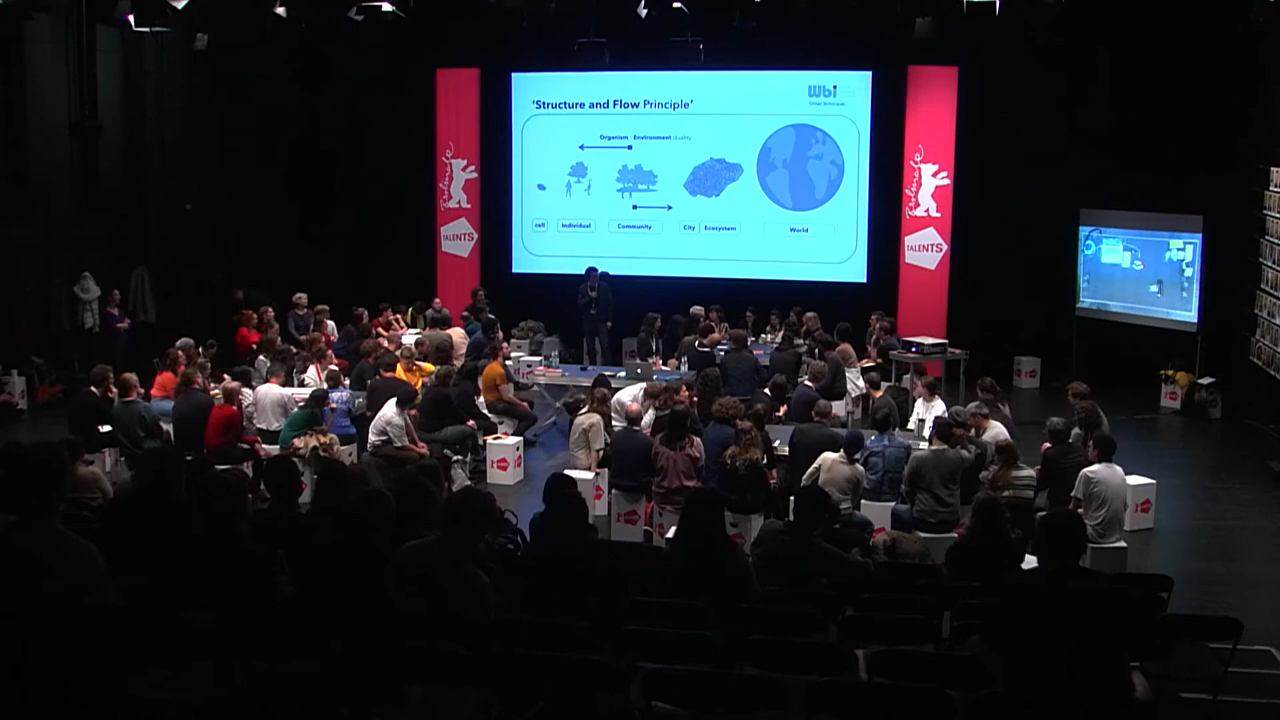 'Structure and Flow Principle'
Wbi
Organism : Environment duality
cell
Individual
Community
City
Ecosystem
World
Berlinale
TALENTS
Berlinale
TALENTS